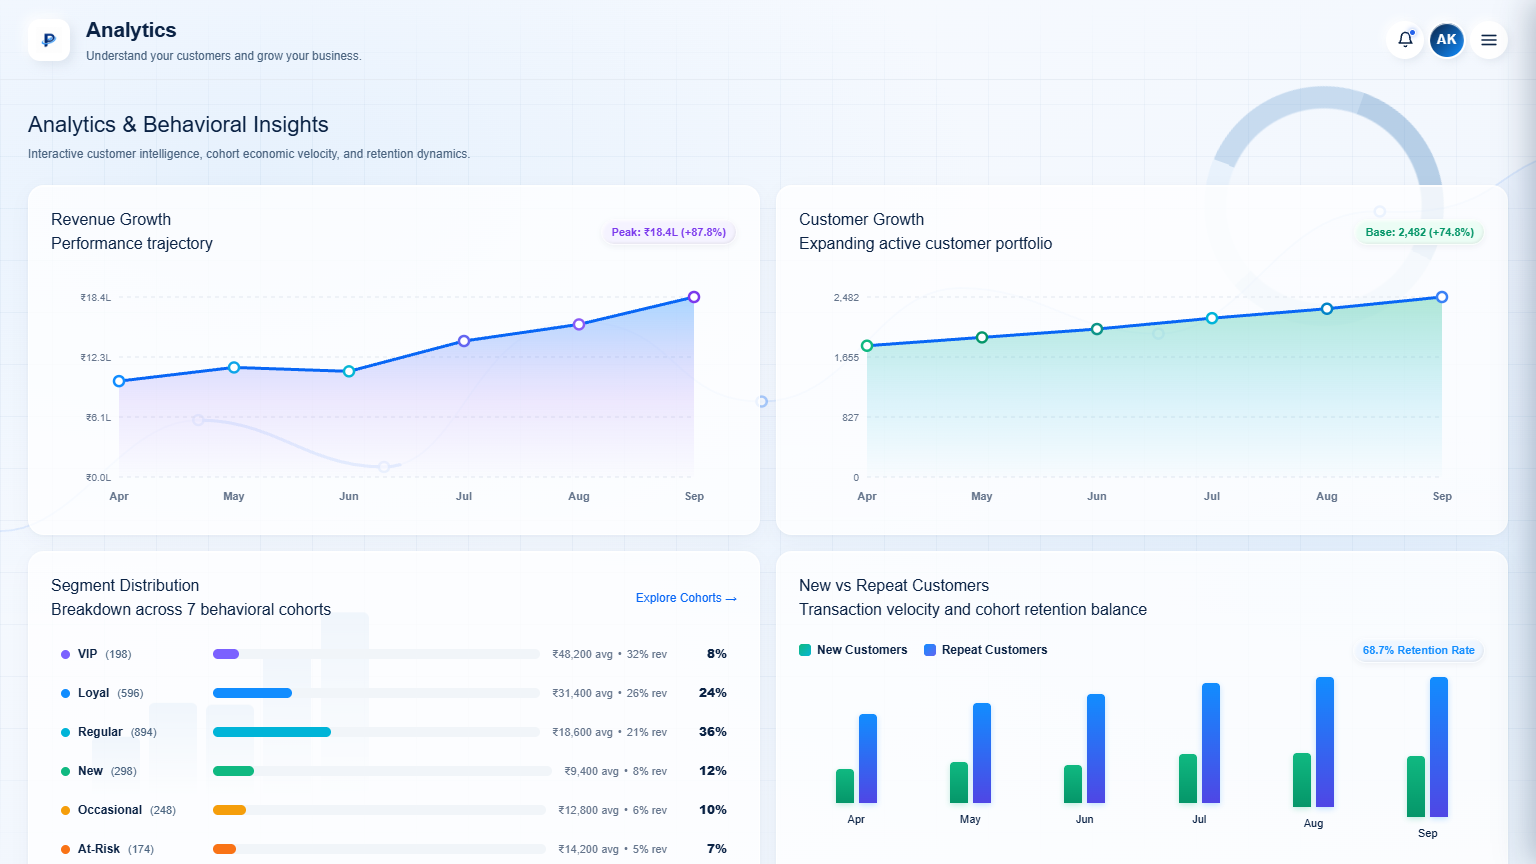 P
Analytics
Understand your customers and grow your business.
AK
Analytics & Behavioral Insights
Interactive customer intelligence, cohort economic velocity, and retention dynamics.
Revenue Growth
Performance trajectory
Peak: ₹18.4L (+87.8%)
₹18.4L
₹12.3L
₹6.1L
₹0.0L
Apr May Jun Jul Aug Sep
Customer Growth
Expanding active customer portfolio
Base: 2,482 (+74.8%)
2,482
1,655
827
0
Apr May Jun Jul Aug Sep
Segment Distribution
Breakdown across 7 behavioral cohorts
Explore Cohorts →
VIP (198) ₹48,200 avg • 32% rev 8%
Loyal (596) ₹31,400 avg • 26% rev 24%
Regular (894) ₹18,600 avg • 21% rev 36%
New (298) ₹9,400 avg • 8% rev 12%
Occasional (248) ₹12,800 avg • 6% rev 10%
At-Risk (174) ₹14,200 avg • 5% rev 7%
New vs Repeat Customers
Transaction velocity and cohort retention balance
New Customers Repeat Customers
68.7% Retention Rate
Apr May Jun Jul Aug Sep